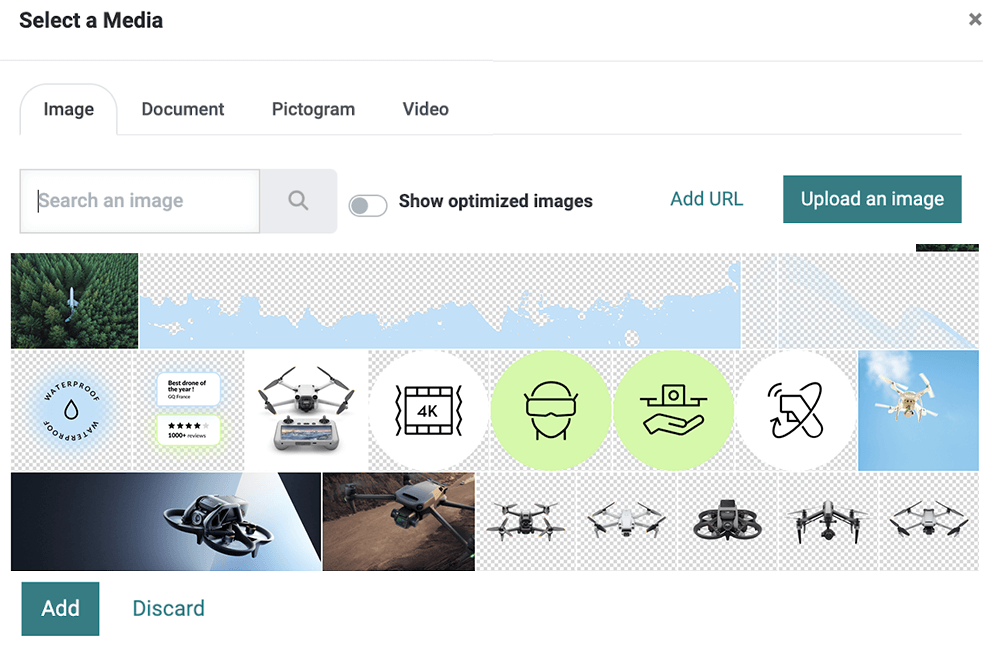 Select a Media
×
Image
Document
Pictogram
Video
Search an image
Show optimized images
Add URL
Upload an image
WATERPROOF
WATERPROOF
Best drone of
the year !
GQ France
★★★★★
1000+ reviews
4K
Add
Discard